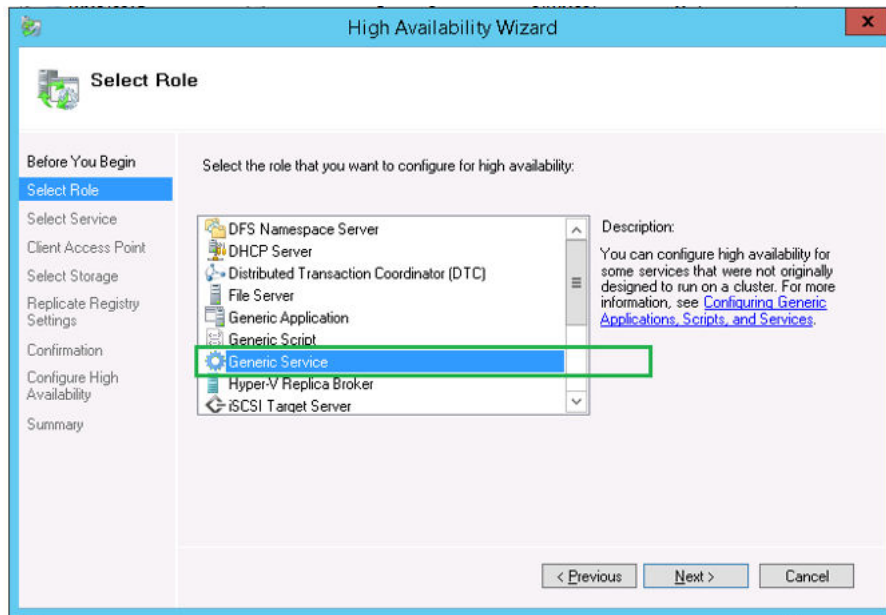 High Availability Wizard
x
Select Role
Before You Begin
Select Role
Select Service
Client Access Point
Select Storage
Replicate Registry
Settings
Confirmation
Configure High
Availability
Summary
Select the role that you want to configure for high availability:
DFS Namespace Server
DHCP Server
Distributed Transaction Coordinator (DTC)
File Server
Generic Application
Generic Script
Generic Service
Hyper-V Replica Broker
iSCSI Target Server
Description:
You can configure high availability for
some services that were not originally
designed to run on a cluster. For more
information, see Configuring Generic
Applications, Scripts, and Services.
< Previous
Next >
Cancel